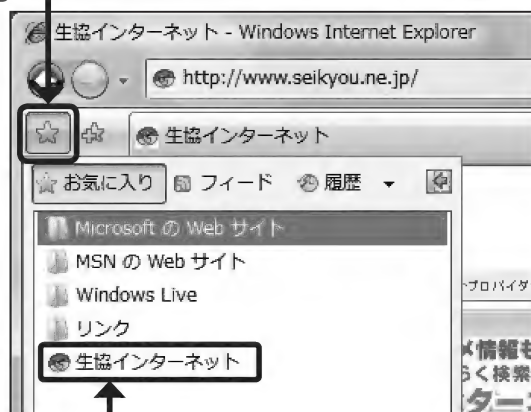 生協インターネット - Windows Internet Explorer
http://www.seikyou.ne.jp/
生協インターネット
お気に入り フィード 履歴
Microsoft の Web サイト
MSN の Web サイト
Windows Live
プロバイダ
リンク
メ情報も
生協インターネット
らく検索
ター